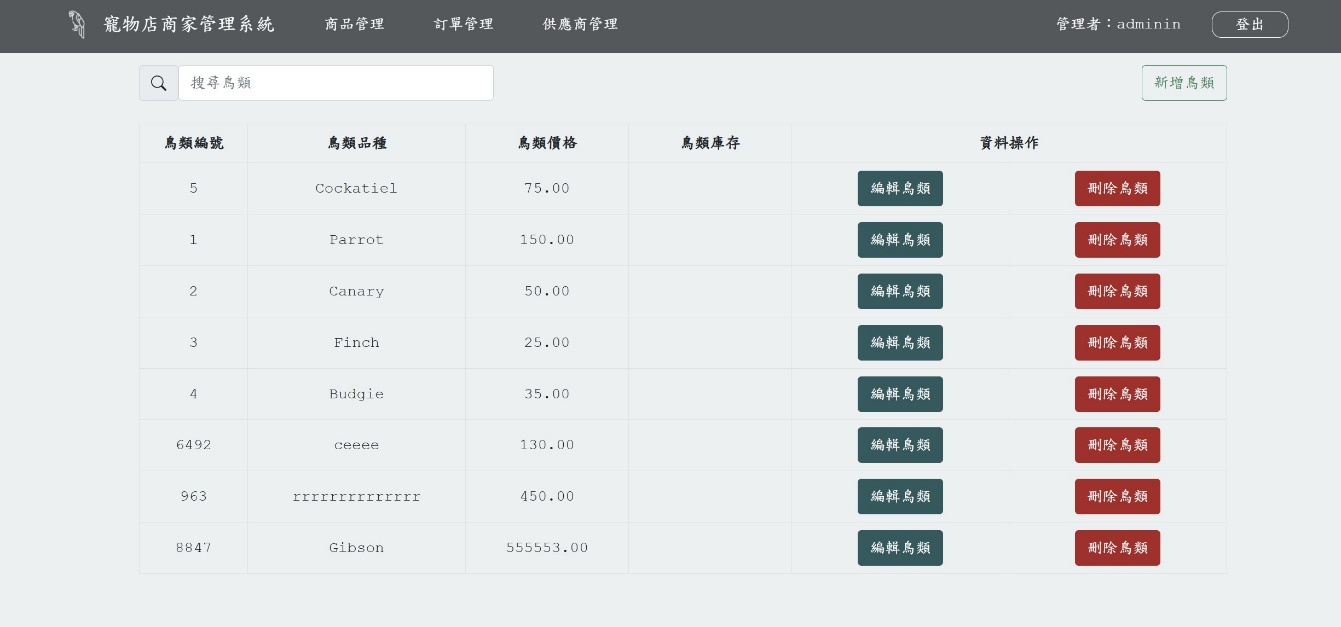 寵物店商家管理系統 商品管理 訂單管理 供應商管理 管理者：adminin 登出
搜尋鳥類 新增鳥類
鳥類編號 鳥類品種 鳥類價格 鳥類庫存 資料操作
5 Cockatiel 75.00 編輯鳥類 刪除鳥類
1 Parrot 150.00 編輯鳥類 刪除鳥類
2 Canary 50.00 編輯鳥類 刪除鳥類
3 Finch 25.00 編輯鳥類 刪除鳥類
4 Budgie 35.00 編輯鳥類 刪除鳥類
6492 ceeee 130.00 編輯鳥類 刪除鳥類
963 rrrrrrrrrrrrrr 450.00 編輯鳥類 刪除鳥類
8847 Gibson 555553.00 編輯鳥類 刪除鳥類